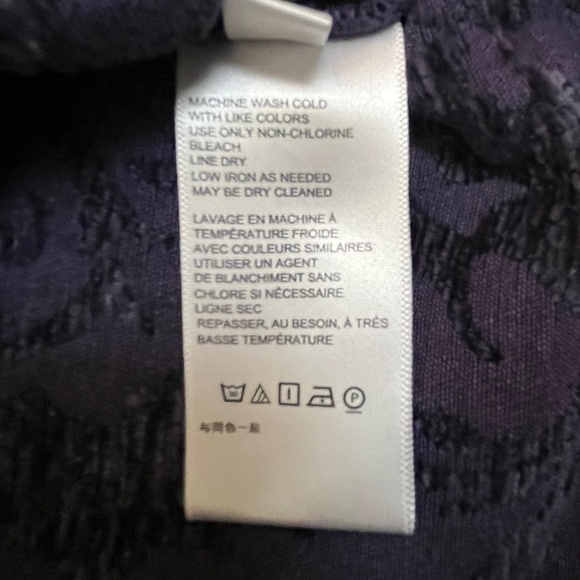 MACHINE WASH COLD
WITH LIKE COLORS
USE ONLY NON-CHLORINE
BLEACH
LINE DRY
LOW IRON AS NEEDED
MAY BE DRY CLEANED
LAVAGE EN MACHINE À
TEMPÉRATURE FROIDE
AVEC COULEURS SIMILAIRES
UTILISER UN AGENT
DE BLANCHIMENT SANS
CHLORE SI NÉCESSAIRE
LIGNE SEC
REPASSER, AU BESOIN, À TRÈS
BASSE TEMPÉRATURE
30 P
与同色一起